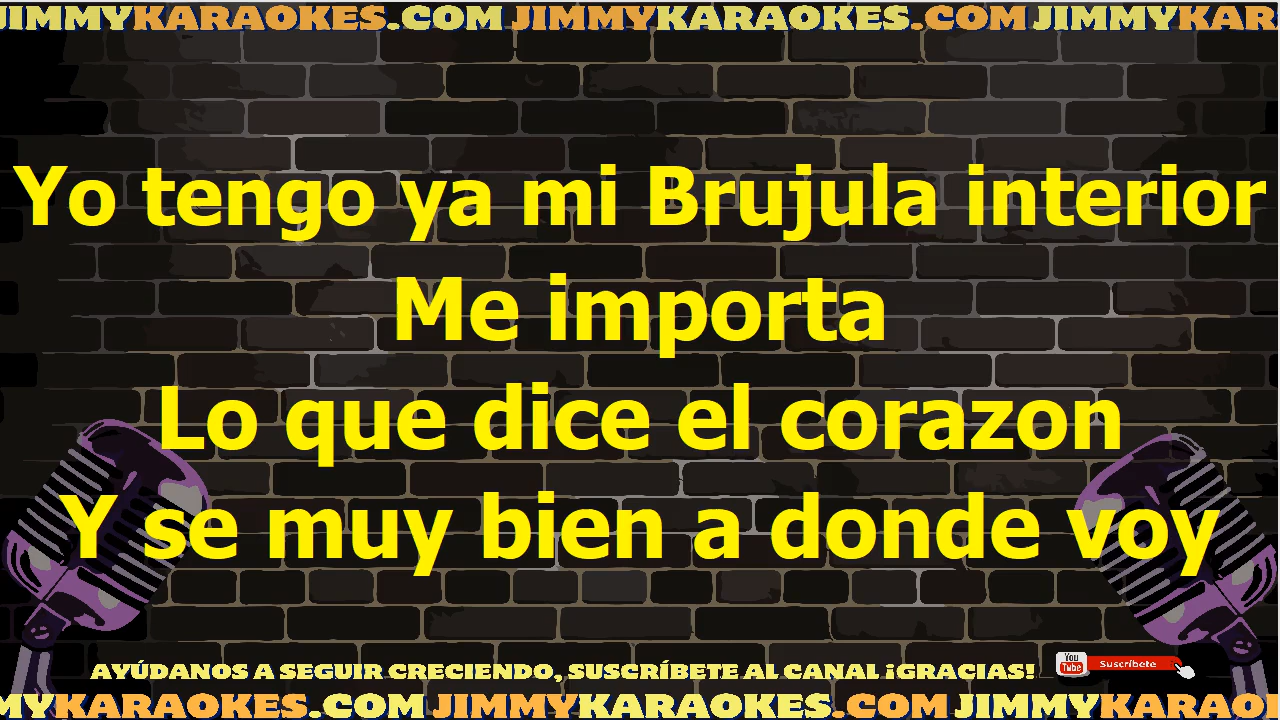 JIMMYKARAOKES.COM JIMMYKARAOKES.COM JIMMYKAR
Yo tengo ya mi Brujula interior
Me importa
Lo que dice el corazon
Y se muy bien a donde voy
AYÚDANOS A SEGUIR CRECIENDO, SUSCRÍBETE AL CANAL ¡GRACIAS!
You Tube Suscríbete
MYKARAOKES.COM JIMMYKARAOKES.COM JIMMYKARAO